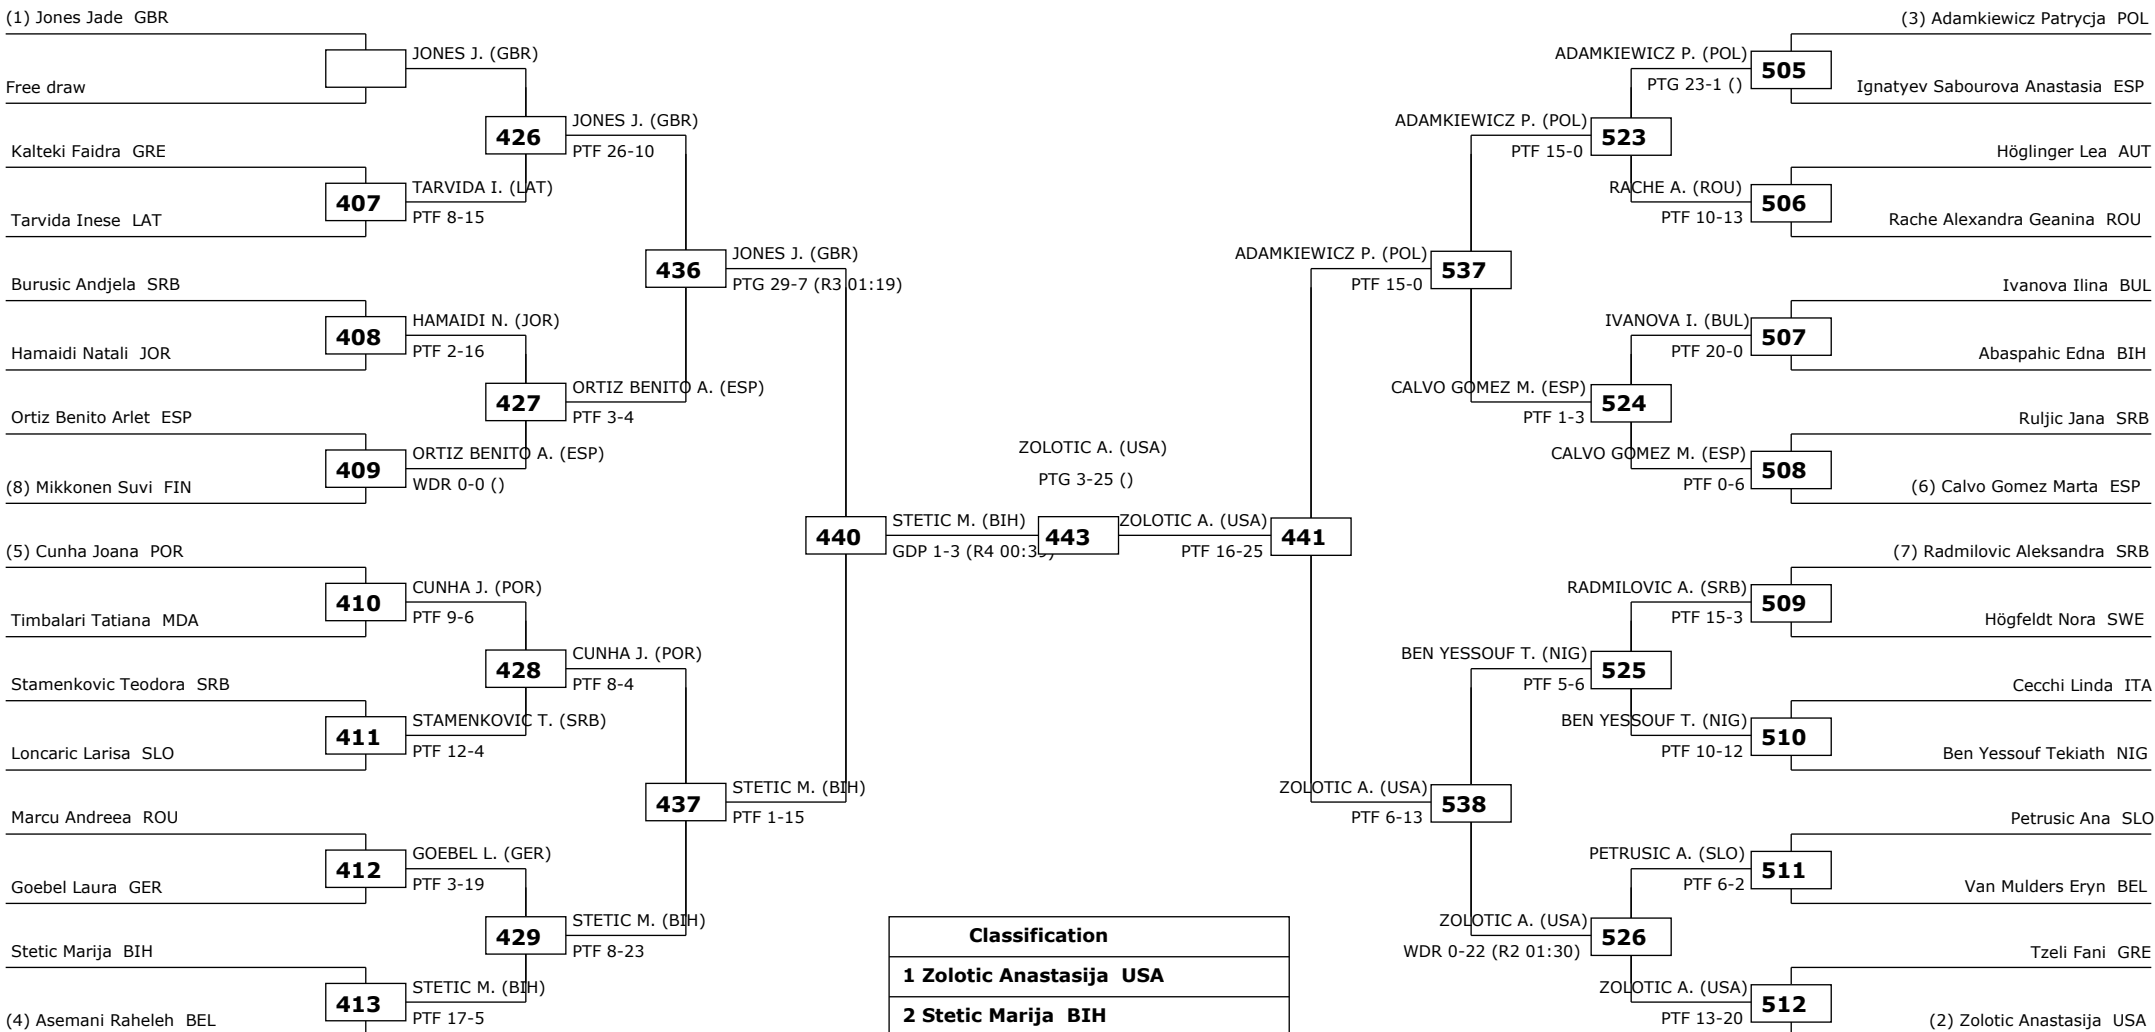 (1) Jones Jade GBR
Free draw
JONES J. (GBR)
Kalteki Faidra GRE
Tarvida Inese LAT
407
TARVIDA I. (LAT)
PTF 8-15
426
JONES J. (GBR)
PTF 26-10
Burusic Andjela SRB
Hamaidi Natali JOR
408
HAMAIDI N. (JOR)
PTF 2-16
Ortiz Benito Arlet ESP
(8) Mikkonen Suvi FIN
409
ORTIZ BENITO A. (ESP)
WDR 0-0 ()
427
ORTIZ BENITO A. (ESP)
PTF 3-4
436
JONES J. (GBR)
PTG 29-7 (R3 01:19)
(5) Cunha Joana POR
Timbalari Tatiana MDA
410
CUNHA J. (POR)
PTF 9-6
Stamenkovic Teodora SRB
Loncaric Larisa SLO
411
STAMENKOVIC T. (SRB)
PTF 12-4
428
CUNHA J. (POR)
PTF 8-4
Marcu Andreea ROU
Goebel Laura GER
412
GOEBEL L. (GER)
PTF 3-19
Stetic Marija BIH
(4) Asemani Raheleh BEL
413
STETIC M. (BIH)
PTF 17-5
429
STETIC M. (BIH)
PTF 8-23
437
STETIC M. (BIH)
PTF 1-15
440
STETIC M. (BIH)
GDP 1-3 (R4
ZOLOTIC A. (USA)
PTG 3-25 ()
443
ZOLOTIC A. (USA)
PTF 16-25
441
ADAMKIEWICZ P. (POL)
PTF 15-0
537
ADAMKIEWICZ P. (POL)
PTF 15-0
523
ADAMKIEWICZ P. (POL)
PTG 23-1 ()
505
(3) Adamkiewicz Patrycja POL
Ignatyev Sabourova Anastasia ESP
RACHE A. (ROU)
PTF 10-13
506
Höglinger Lea AUT
Rache Alexandra Geanina ROU
CALVO GOMEZ M. (ESP)
PTF 1-3
524
IVANOVA I. (BUL)
PTF 20-0
507
Ivanova Ilina BUL
Abaspahic Edna BIH
CALVO GOMEZ M. (ESP)
PTF 0-6
508
Ruljic Jana SRB
(6) Calvo Gomez Marta ESP
ZOLOTIC A. (USA)
PTF 6-13
538
BEN YESSOUF T. (NIG)
PTF 5-6
525
RADMILOVIC A. (SRB)
PTF 15-3
509
(7) Radmilovic Aleksandra SRB
Högfeldt Nora SWE
BEN YESSOUF T. (NIG)
PTF 10-12
510
Cecchi Linda ITA
Ben Yessouf Tekiath NIG
ZOLOTIC A. (USA)
WDR 0-22 (R2 01:30)
526
PETRUSIC A. (SLO)
PTF 6-2
511
Petrusic Ana SLO
Van Mulders Eryn BEL
ZOLOTIC A. (USA)
PTF 13-20
512
Tzeli Fani GRE
(2) Zolotic Anastasija USA
Classification
1 Zolotic Anastasija USA
2 Stetic Marija BIH